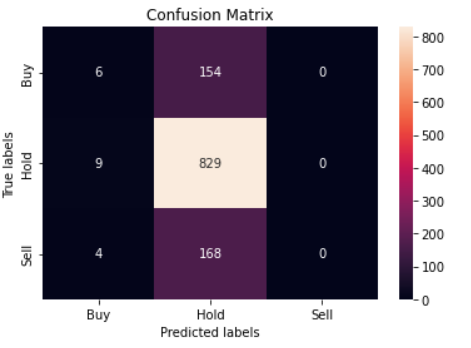 Confusion Matrix
Buy 6 154 0
Hold 9 829 0
Sell 4 168 0
Buy Hold Sell
Predicted labels
True labels
800
700
600
500
400
300
200
100
0